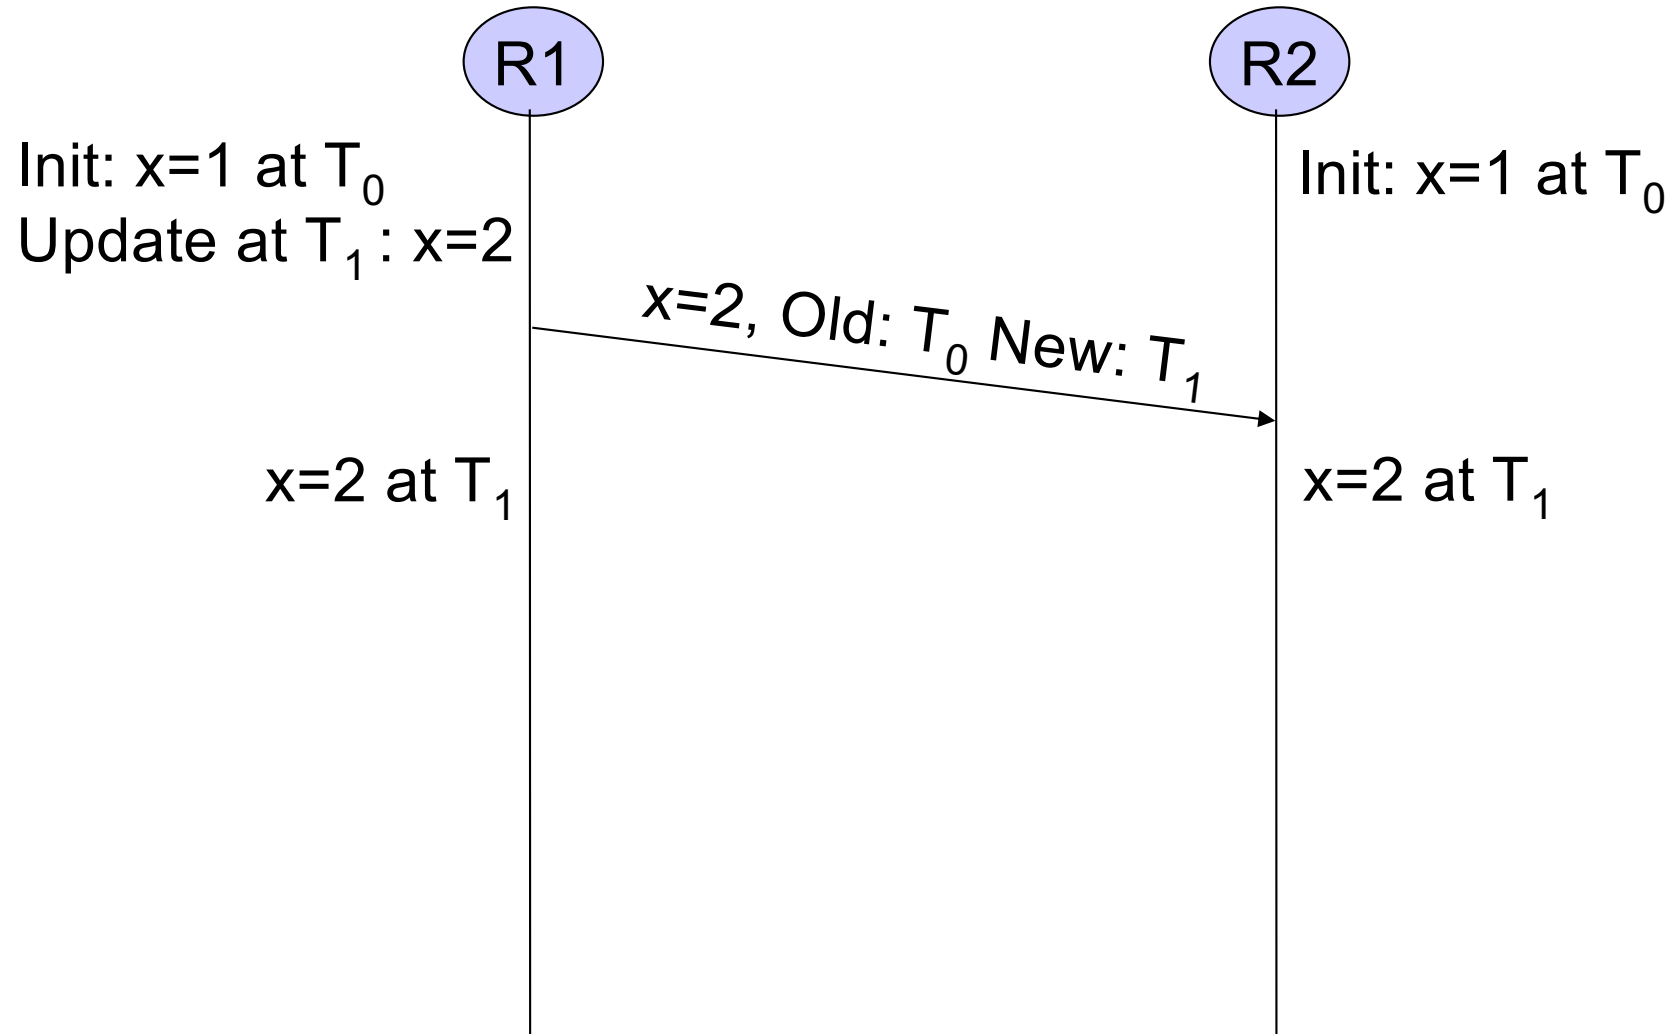 R1
R2
Init: x=1 at T₀
Update at T₁ : x=2
Init: x=1 at T₀
x=2, Old: T₀ New: T₁
x=2 at T₁
x=2 at T₁